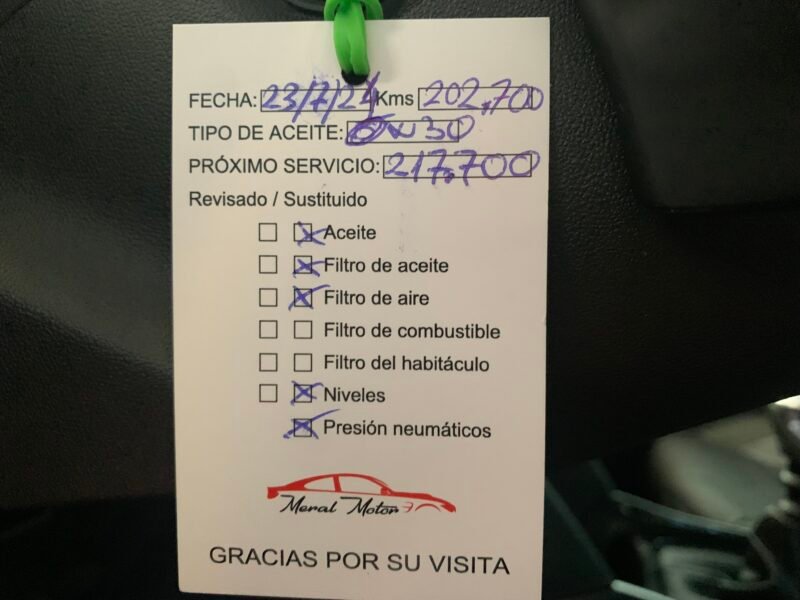 FECHA: 23/7/24 Kms 202,700
TIPO DE ACEITE: 0W30
PRÓXIMO SERVICIO: 217.700
Revisado / Sustituido
Aceite
Filtro de aceite
Filtro de aire
Filtro de combustible
Filtro del habitáculo
Niveles
Presión neumáticos
Meral Motor
GRACIAS POR SU VISITA